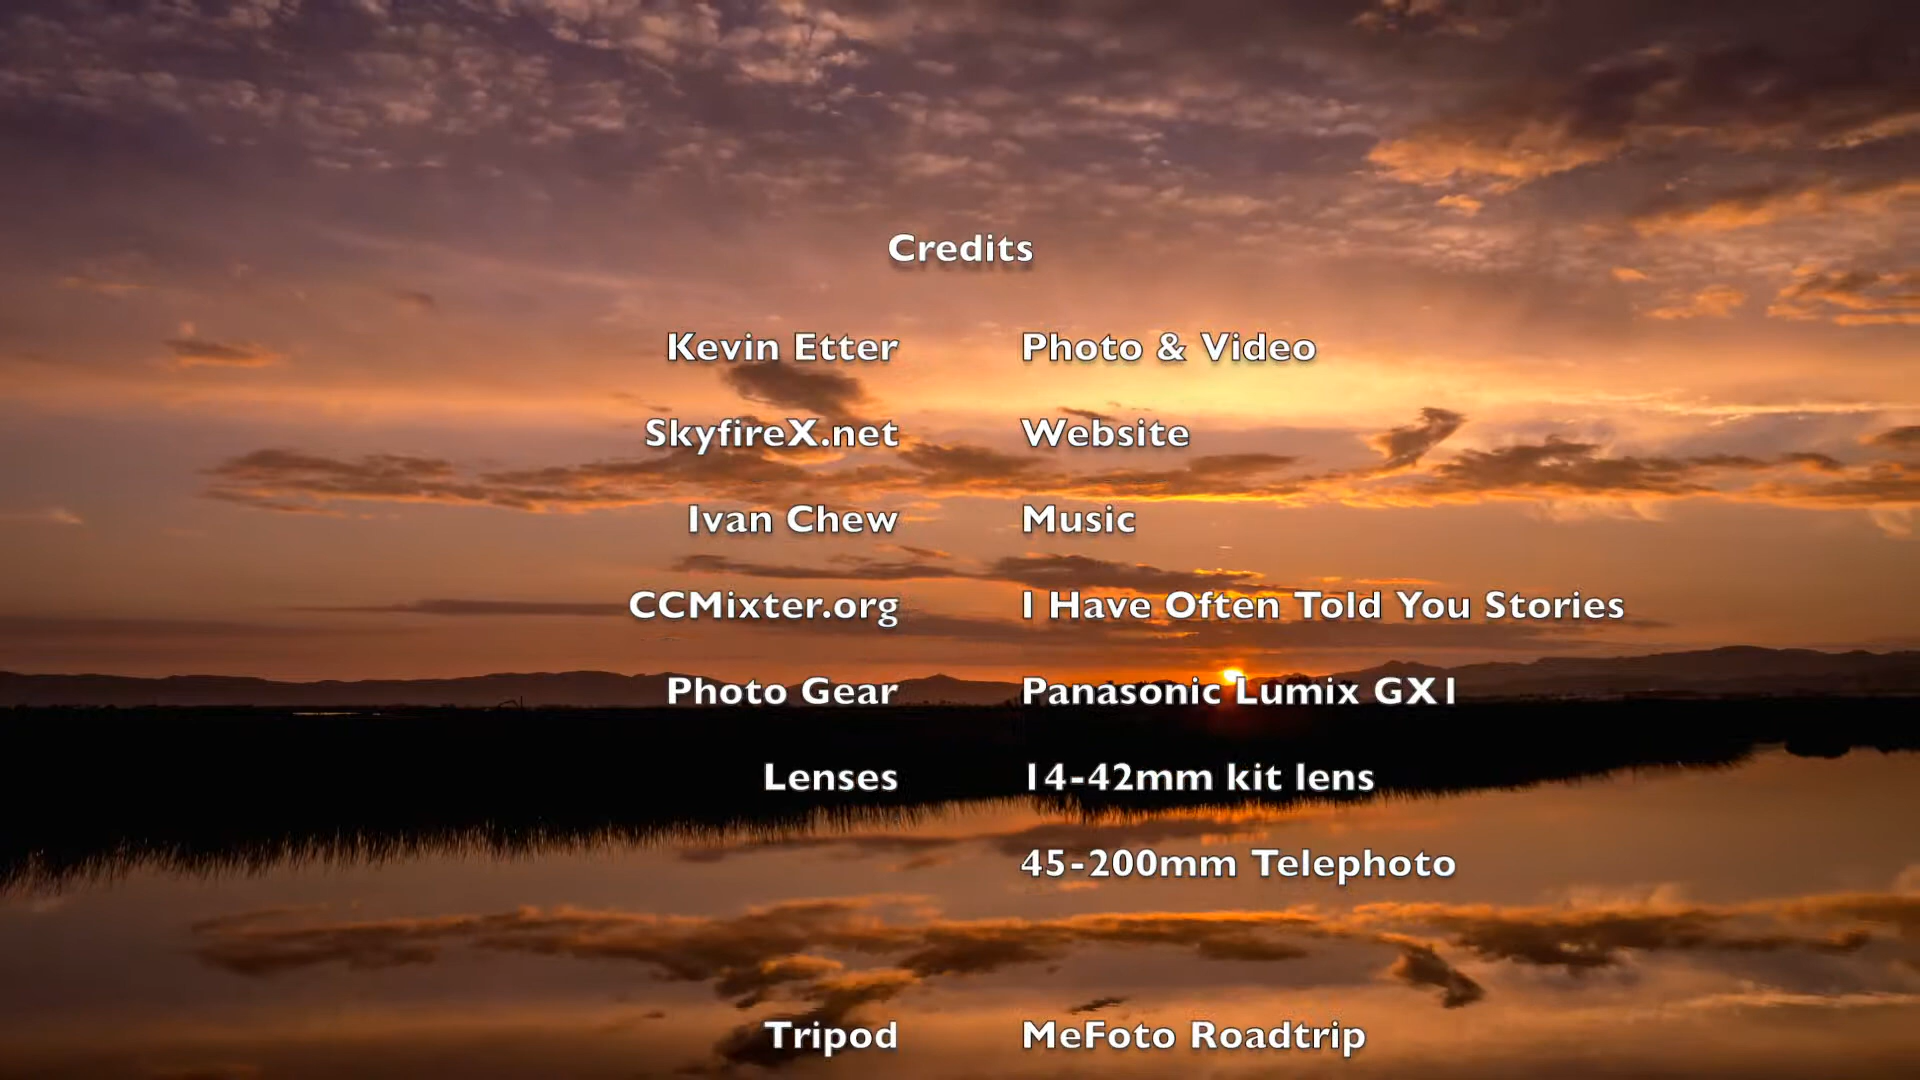 Credits
Kevin Etter Photo & Video
SkyfireX.net Website
Ivan Chew Music
CCMixter.org I Have Often Told You Stories
Photo Gear Panasonic Lumix GX1
Lenses 14-42mm kit lens
45-200mm Telephoto
Tripod MeFoto Roadtrip